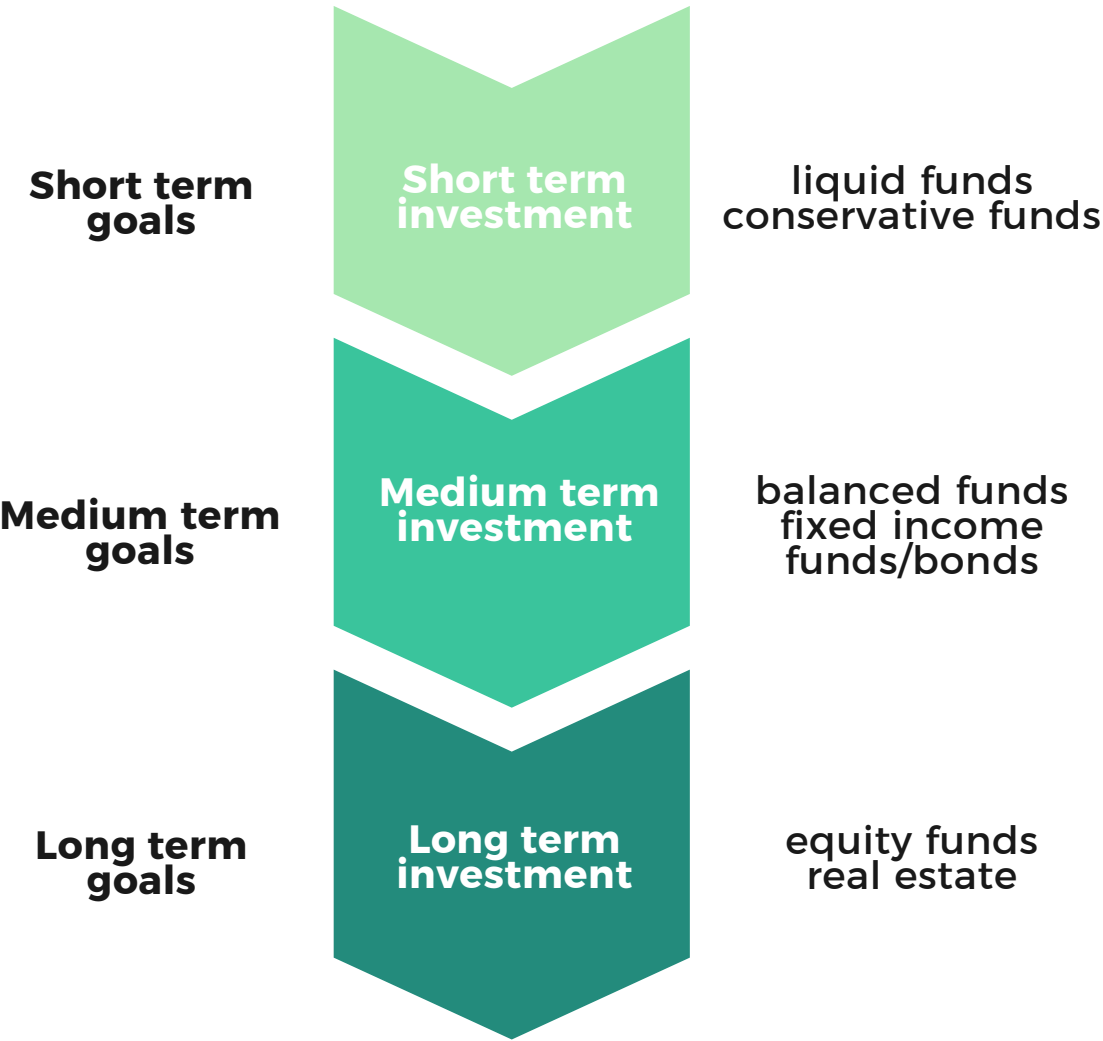 Short term
goals
Short term
investment
liquid funds
conservative funds
Medium term
goals
Medium term
investment
balanced funds
fixed income
funds/bonds
Long term
goals
Long term
investment
equity funds
real estate